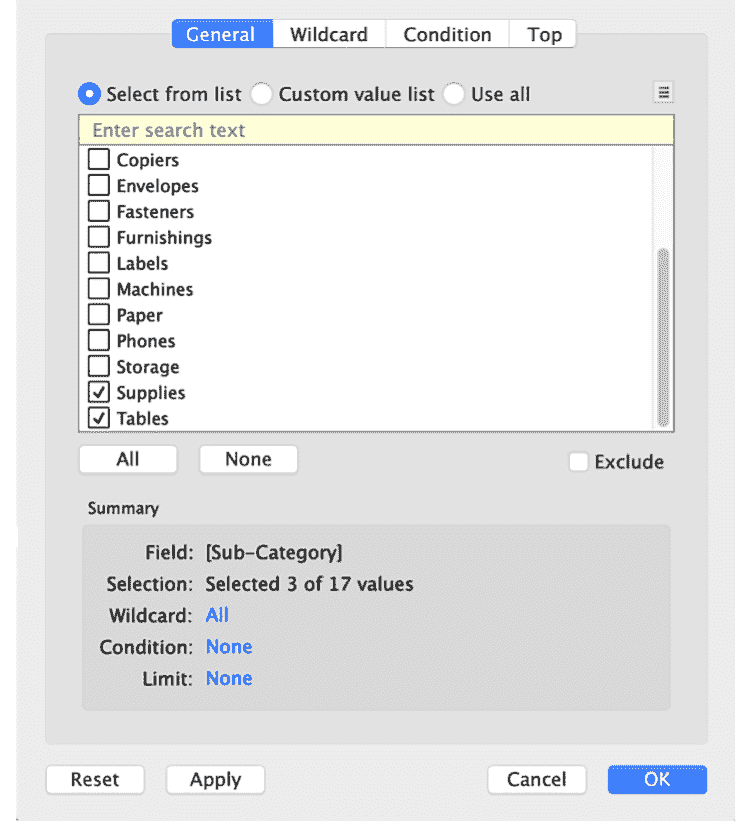 General Wildcard Condition Top
Select from list Custom value list Use all
Enter search text
Copiers
Envelopes
Fasteners
Furnishings
Labels
Machines
Paper
Phones
Storage
Supplies
Tables
All None Exclude
Summary
Field: [Sub-Category]
Selection: Selected 3 of 17 values
Wildcard: All
Condition: None
Limit: None
Reset Apply Cancel OK